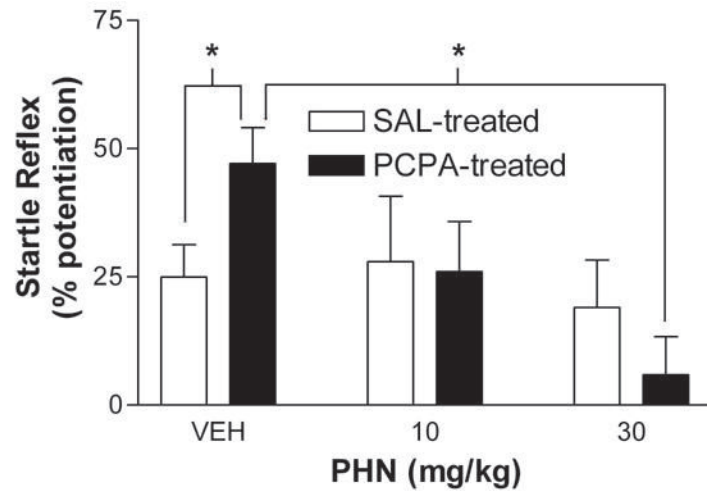 75
*
*
SAL-treated
50
PCPA-treated
Startle Reflex
(% potentiation)
25
0
VEH 10 30
PHN (mg/kg)